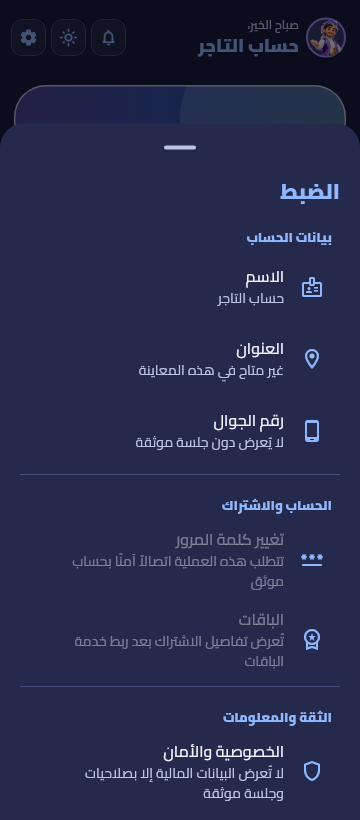 صباح الخير،
حساب التاجر
الضبط
بيانات الحساب
الاسم
حساب التاجر
العنوان
غير متاح في هذه المعاينة
رقم الجوال
لا يُعرض دون جلسة موثقة
الحساب والاشتراك
تغيير كلمة المرور
تتطلب هذه العملية اتصالاً آمنًا بحساب
موثق
الباقات
تُعرض تفاصيل الاشتراك بعد ربط خدمة
الباقات
الثقة والمعلومات
الخصوصية والأمان
لا تُعرض البيانات المالية إلا بصلاحيات
وجلسة موثقة